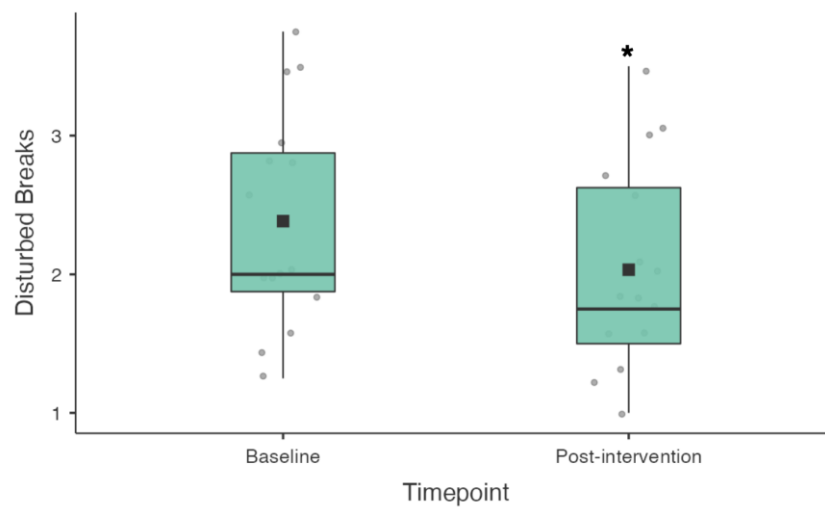 *
3
2
1
Disturbed Breaks
Baseline
Post-intervention
Timepoint